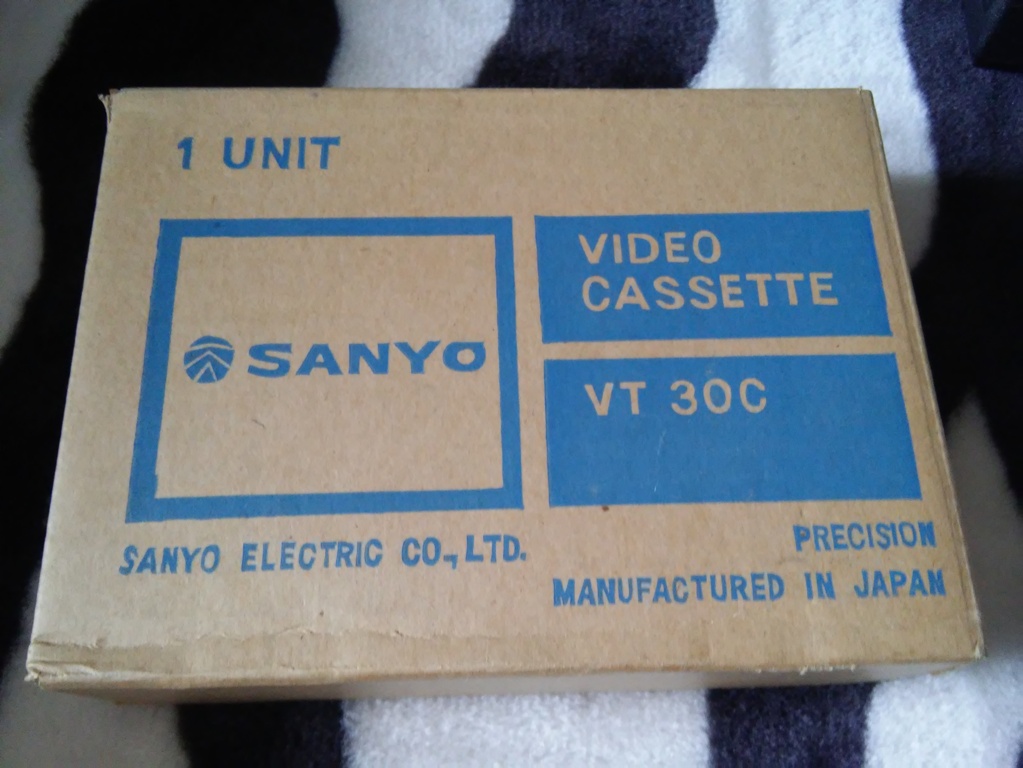 1 UNIT
SANYO
VIDEO
CASSETTE
VT 30C
SANYO ELECTRIC CO., LTD.
PRECISION
MANUFACTURED IN JAPAN